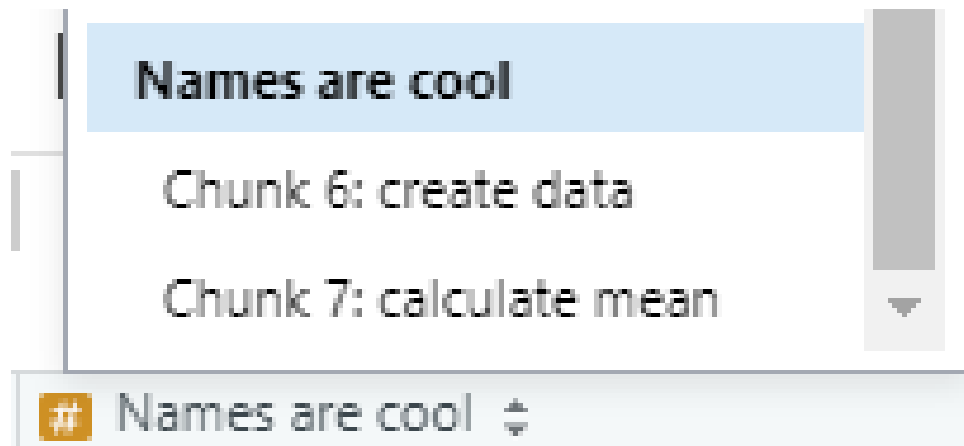 Names are cool
Chunk 6: create data
Chunk 7: calculate mean
# Names are cool